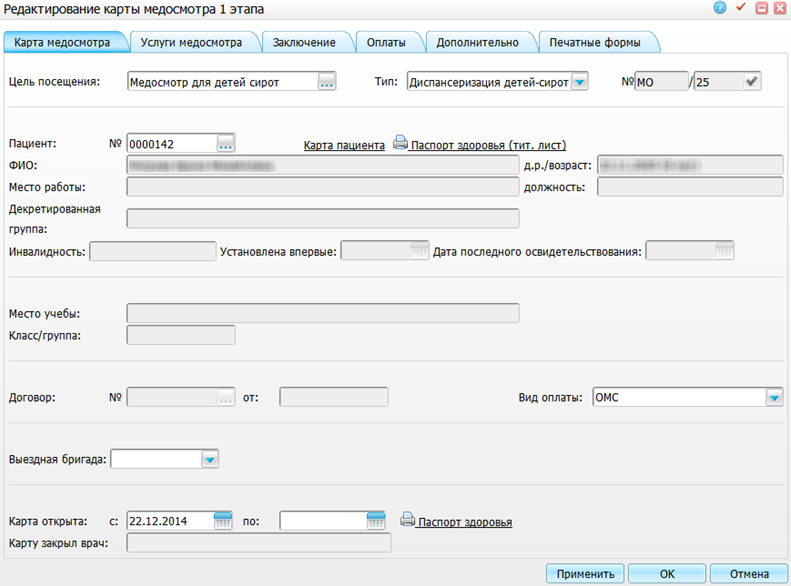 Редактирование карты медосмотра 1 этапа
Карта медосмотра Услуги медосмотра Заключение Оплаты Дополнительно Печатные формы
Цель посещения: Медосмотр для детей сирот ... Тип: Диспансеризация детей-сирот № МО / 25
Пациент: № 0000142 ... Карта пациента Паспорт здоровья (тит. лист)
ФИО: д.р./возраст:
Место работы: должность:
Декретированная
группа:
Инвалидность: Установлена впервые: Дата последнего освидетельствования:
Место учебы:
Класс/группа:
Договор: № ... от: Вид оплаты: ОМС
Выездная бригада:
Карта открыта: с: 22.12.2014 по: Паспорт здоровья
Карту закрыл врач:
Применить ОК Отмена